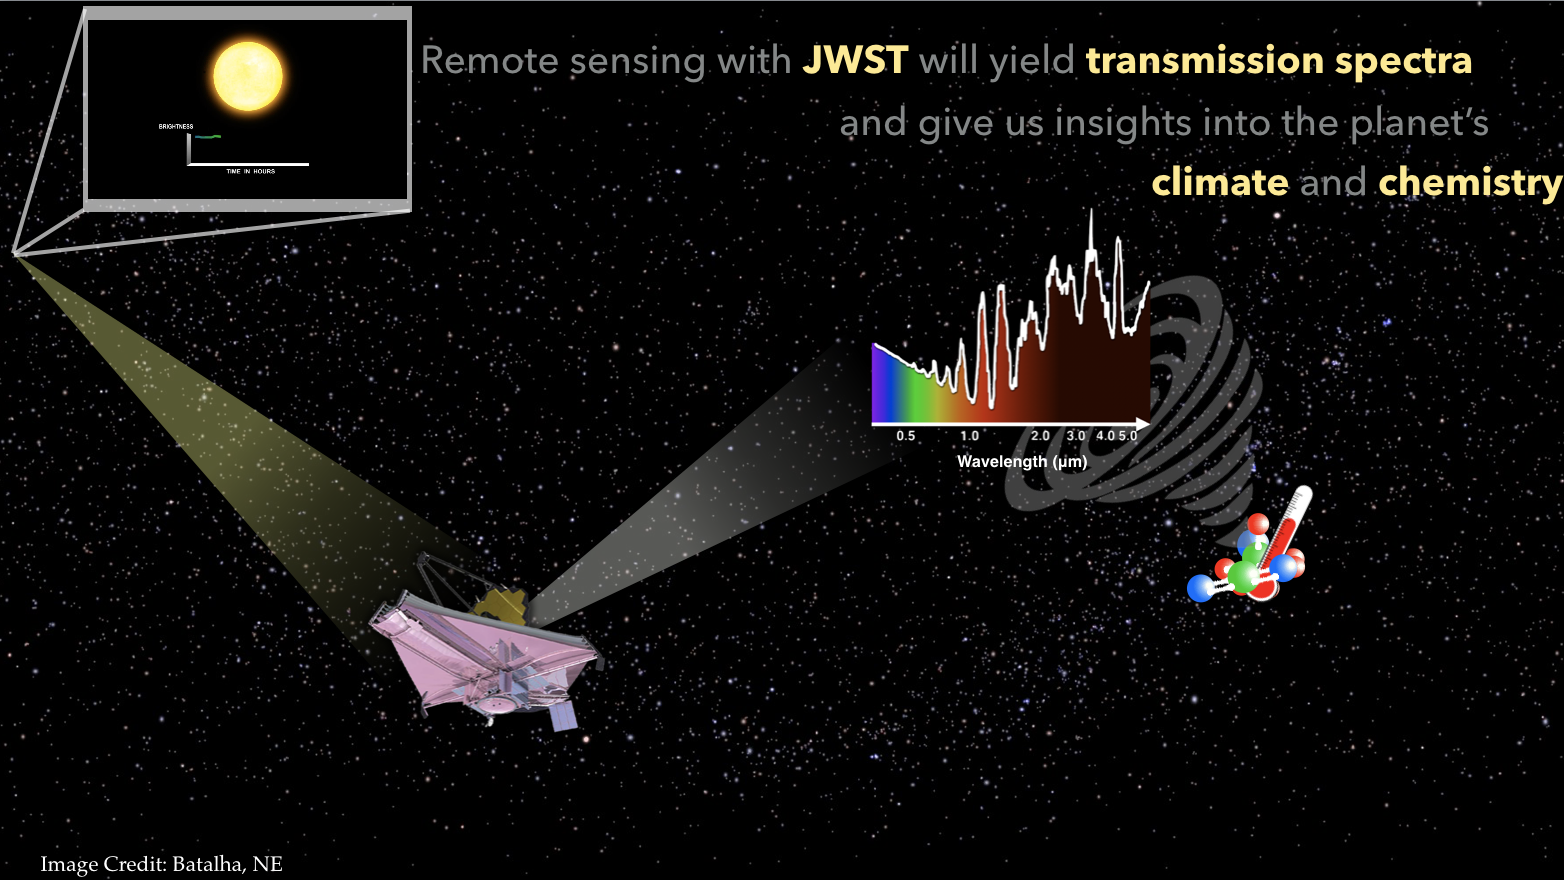 Remote sensing with JWST will yield transmission spectra
and give us insights into the planet's
climate and chemistry
BRIGHTNESS
TIME IN HOURS
0.5 1.0 2.0 3.0 4.0 5.0
Wavelength (µm)
Image Credit: Batalha, NE